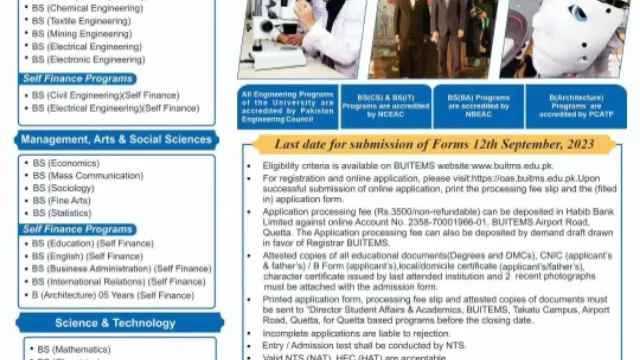 • BS (Chemical Engineering)
• BS (Textile Engineering)
• BS (Mining Engineering)
• BS (Electrical Engineering)
• BS (Electronic Engineering)
Self Finance Programs
• BS (Civil Engineering)(Self Finance)
• BS (Electrical Engineering)(Self Finance)
Management, Arts & Social Sciences
• BS (Economics)
• BS (Mass Communication)
• BS (Sociology)
• BS (Fine Arts)
• BS (Statistics)
Self Finance Programs
• BS (Education) (Self Finance)
• BS (English) (Self Finance)
• BS (Business Administration) (Self Finance)
• BS (International Relations) (Self Finance)
• B (Architecture) 05 Years (Self Finance)
Science & Technology
• BS (Mathematics)
All Engineering Programs
of the University are
accredited by Pakistan
Engineering Council
BS(CS) & BS(IT)
Programs are accredited
by NCEAC
BS(BA) Programs
are accredited by
NBEAC
B(Architecture)
Programs are
accredited by PCATP
Last date for submission of Forms 12th September, 2023
• Eligibility criteria is available on BUITEMS website:www.buitms.edu.pk.
• For registration and online application, please visit:https://oas.buitms.edu.pk.Upon
successful submission of online application, print the processing fee slip and the (filled
in) application form.
• Application processing fee (Rs.3500/non-refundable) can be deposited in Habib Bank
Limited against online Account No. 2358-70001966-01, BUITEMS Airport Road,
Quetta. The Application processing fee can also be deposited by demand draft drawn
in favor of Registrar BUITEMS.
• Attested copies of all educational documents(Degrees and DMCs), CNIC (applicant's
& father's) / B Form (applicant's),local/domicile certificate (applicant's/father's),
character certificate issued by last attended institution and 2 recent photographs
must be attached with the admission form.
• Printed application form, processing fee slip and attested copies of documents must
be sent to "Director Student Affairs & Academics, BUITEMS, Takatu Campus, Airport
Road, Quetta, for Quetta based programs before the closing date.
• Incomplete applications are liable to rejection.
• Entry / Admission test shall be conducted by NTS.
• Valid NTS (NAT), HEC (HAT) are acceptable